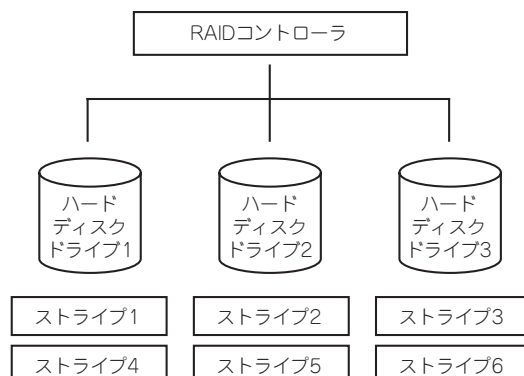 RAIDコントローラ
ハード
ディスク
ドライブ1
ハード
ディスク
ドライブ2
ハード
ディスク
ドライブ3
ストライプ1
ストライプ2
ストライプ3
ストライプ4
ストライプ5
ストライプ6